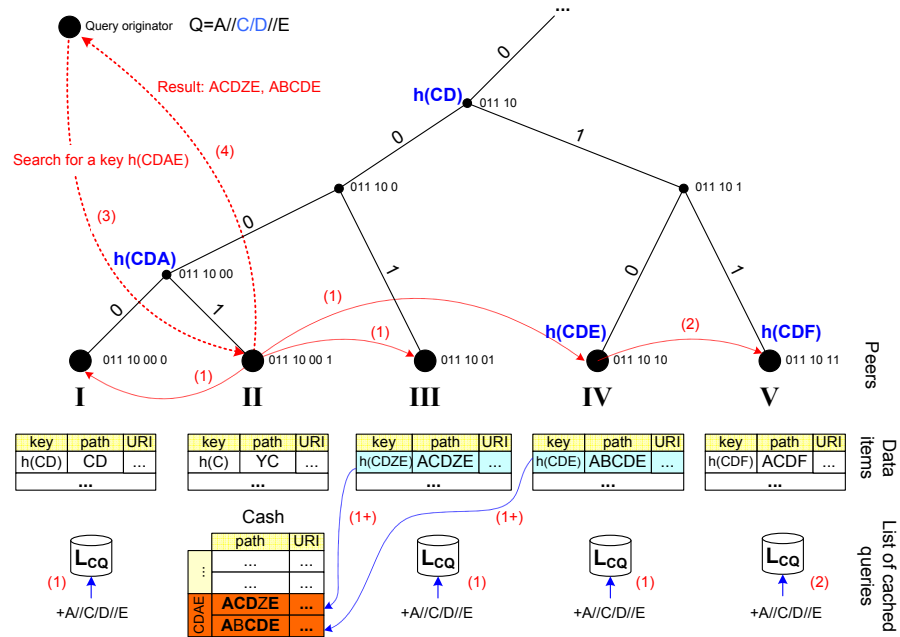 ...
Query originator
Q=A//C/D//E
0
h(CD)
011 10
Result: ACDZE, ABCDE
0
1
(4)
Search for a key h(CDAE)
011 10 0
011 10 1
(3)
0
h(CDA)
011 10 00
1
0
1
0
1
(1)
(1)
(2)
h(CDE)
h(CDF)
011 10 00 0
(1)
011 10 00 1
011 10 01
011 10 10
011 10 11
I
II
III
IV
V
Peers
key path URI
h(CD) CD ...
...
key path URI
h(C) YC ...
...
key path URI
h(CDZE) ACDZE ...
...
key path URI
h(CDE) ABCDE ...
...
key path URI
h(CDF) ACDF ...
...
Data items
Cash
(1+)
(1+)
path URI
...
... ...
... ...
CDAE
ACDZE ...
ABCDE ...
LCQ
(1)
+A//C/D//E
LCQ
(1)
+A//C/D//E
LCQ
(1)
+A//C/D//E
LCQ
(2)
+A//C/D//E
List of cached queries